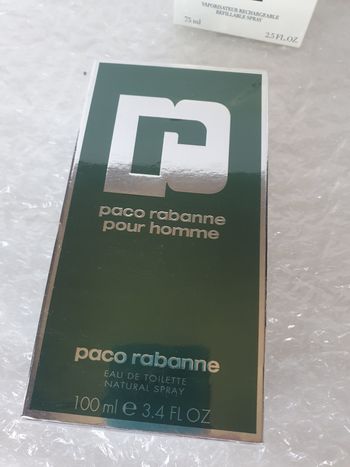 VAPORISATEUR RECHARGEABLE
REFILLABLE SPRAY
75 ml 2.5 FL.OZ
paco rabanne
pour homme
paco rabanne
EAU DE TOILETTE
NATURAL SPRAY
100 ml e 3.4 FL OZ